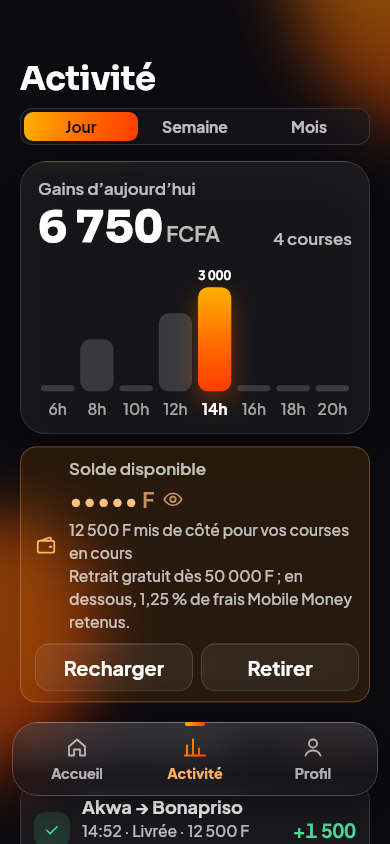 Activité
Jour Semaine Mois
Gains d'aujourd'hui
6 750 FCFA 4 courses
3 000
6h 8h 10h 12h 14h 16h 18h 20h
Solde disponible
••••• F
12 500 F mis de côté pour vos courses
en cours
Retrait gratuit dès 50 000 F ; en
dessous, 1,25 % de frais Mobile Money
retenus.
Recharger Retirer
Accueil Activité Profil
Akwa → Bonapriso
14:52 · Livrée · 12 500 F +1 500